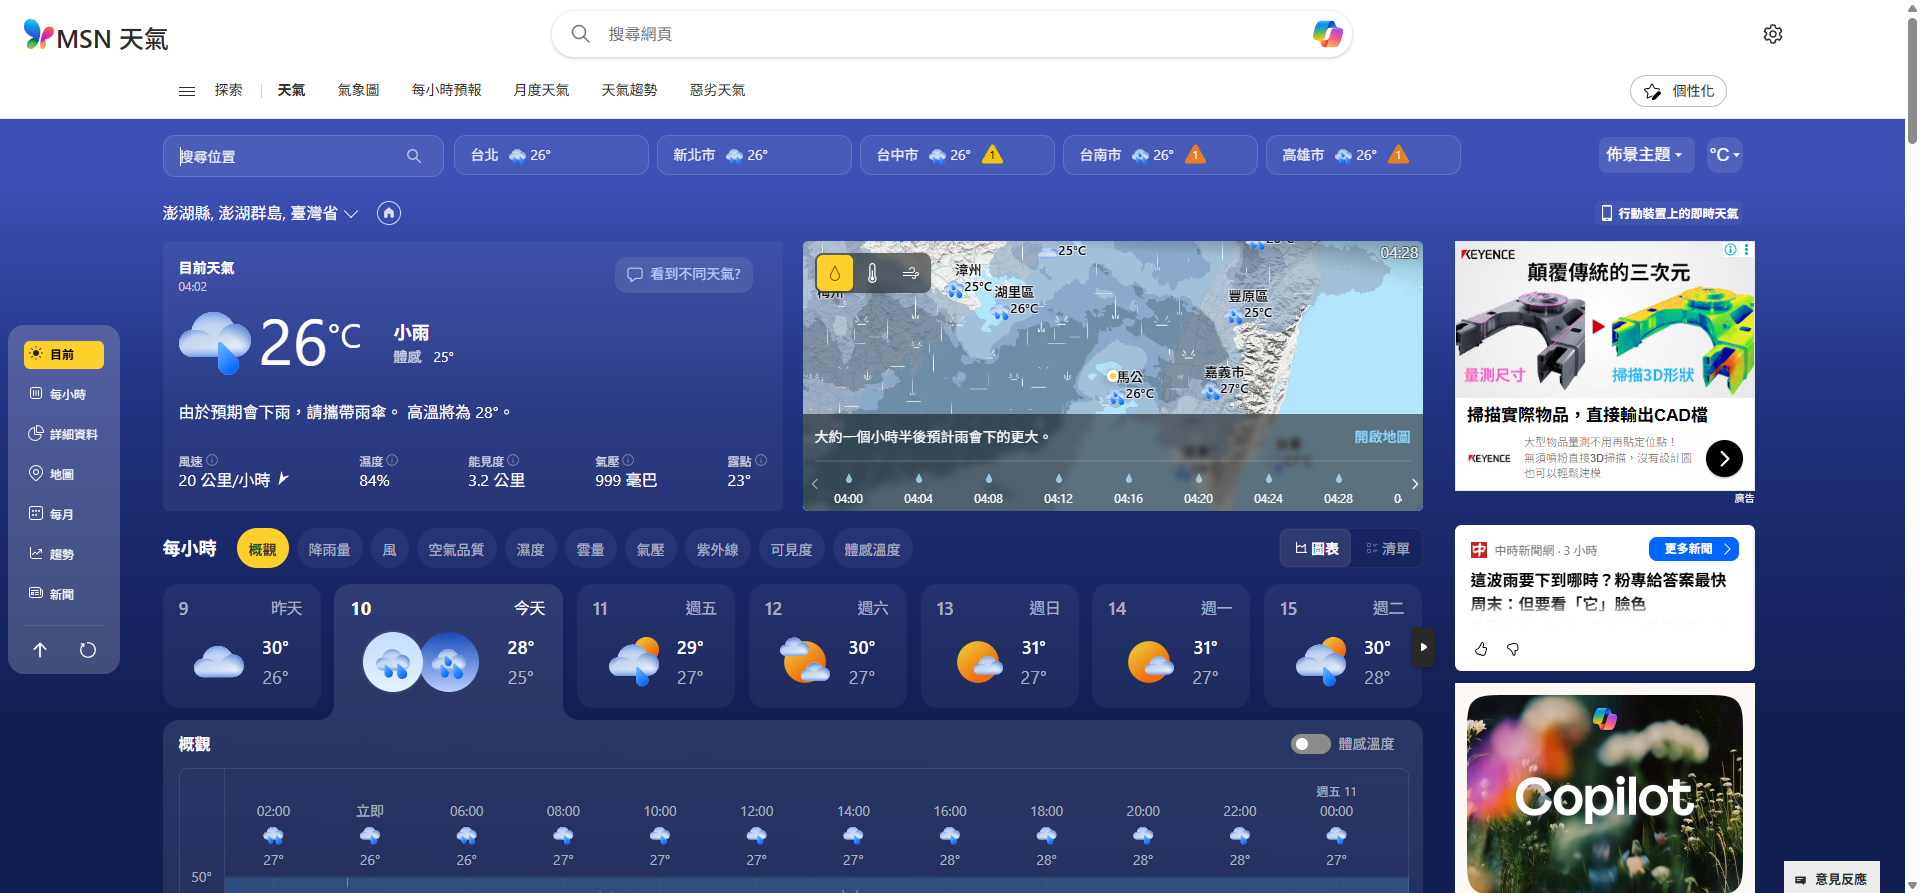 MSN 天氣
搜尋網頁
探索
天氣
氣象圖
每小時預報
月度天氣
天氣趨勢
惡劣天氣
個性化
搜尋位置
台北 26°
新北市 26°
台中市 26° 1
台南市 26° 1
高雄市 26° 1
佈景主題
°C
澎湖縣, 澎湖群島, 臺灣省
行動裝置上的即時天氣
目前天氣
04:02
看到不同天氣?
26°C
小雨
體感 25°
由於預期會下雨，請攜帶雨傘。 高溫將為 28°。
風速
20 公里/小時
濕度
84%
能見度
3.2 公里
氣壓
999 毫巴
露點
23°
目前
每小時
詳細資料
地圖
每月
趨勢
新聞
04:28
25°C
漳州
25°C
湖里區
26°C
豐原區
25°C
馬公
26°C
嘉義市
27°C
大約一個小時半後預計雨會下的更大。
開啟地圖
04:00 04:04 04:08 04:12 04:16 04:20 04:24 04:28
KEYENCE
顛覆傳統的三次元
量測尺寸
掃描3D形狀
掃描實際物品，直接輸出CAD檔
KEYENCE
大型物品量測不用再貼定位點！
無須噴粉直接3D掃描，沒有設計圖
也可以輕鬆建模
廣告
每小時
概觀
降雨量
風
空氣品質
濕度
雲量
氣壓
紫外線
可見度
體感溫度
圖表
清單
9 昨天
30°
26°
10 今天
28°
25°
11 週五
29°
27°
12 週六
30°
27°
13 週日
31°
27°
14 週一
31°
27°
15 週二
30°
28°
中時新聞網 · 3 小時
更多新聞
這波雨要下到哪時？粉專給答案最快
周末：但要看「它」臉色
概觀
體感溫度
週五 11
02:00 立即 06:00 08:00 10:00 12:00 14:00 16:00 18:00 20:00 22:00 00:00
27° 26° 26° 27° 27° 27° 27° 28° 28° 28° 28° 27°
50°
Copilot
意見反應